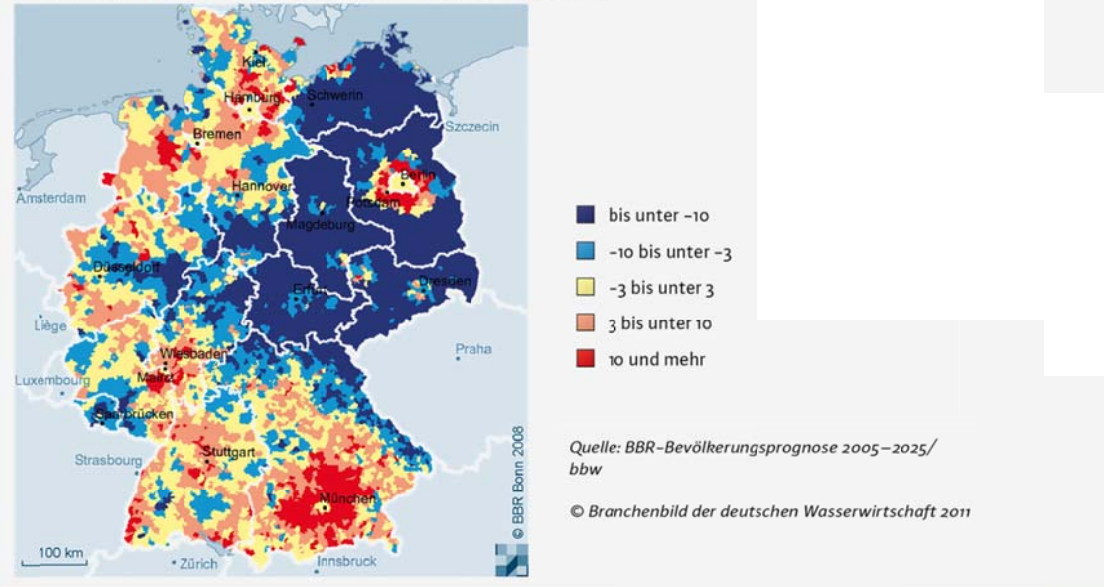 Kiel
Hamburg
Schwerin
Szczecin
Bremen
Berlin
Amsterdam
Hannover
Potsdam
Magdeburg
Düsseldorf
Dresden
Erfurt
Liège
Wiesbaden
Praha
Mainz
Luxembourg
Saarbrücken
Stuttgart
Strasbourg
München
100 km
Zürich
Innsbruck
© BBR Bonn 2008
bis unter –10
-10 bis unter –3
-3 bis unter 3
3 bis unter 10
10 und mehr
Quelle: BBR-Bevölkerungsprognose 2005–2025/
bbw
© Branchenbild der deutschen Wasserwirtschaft 2011